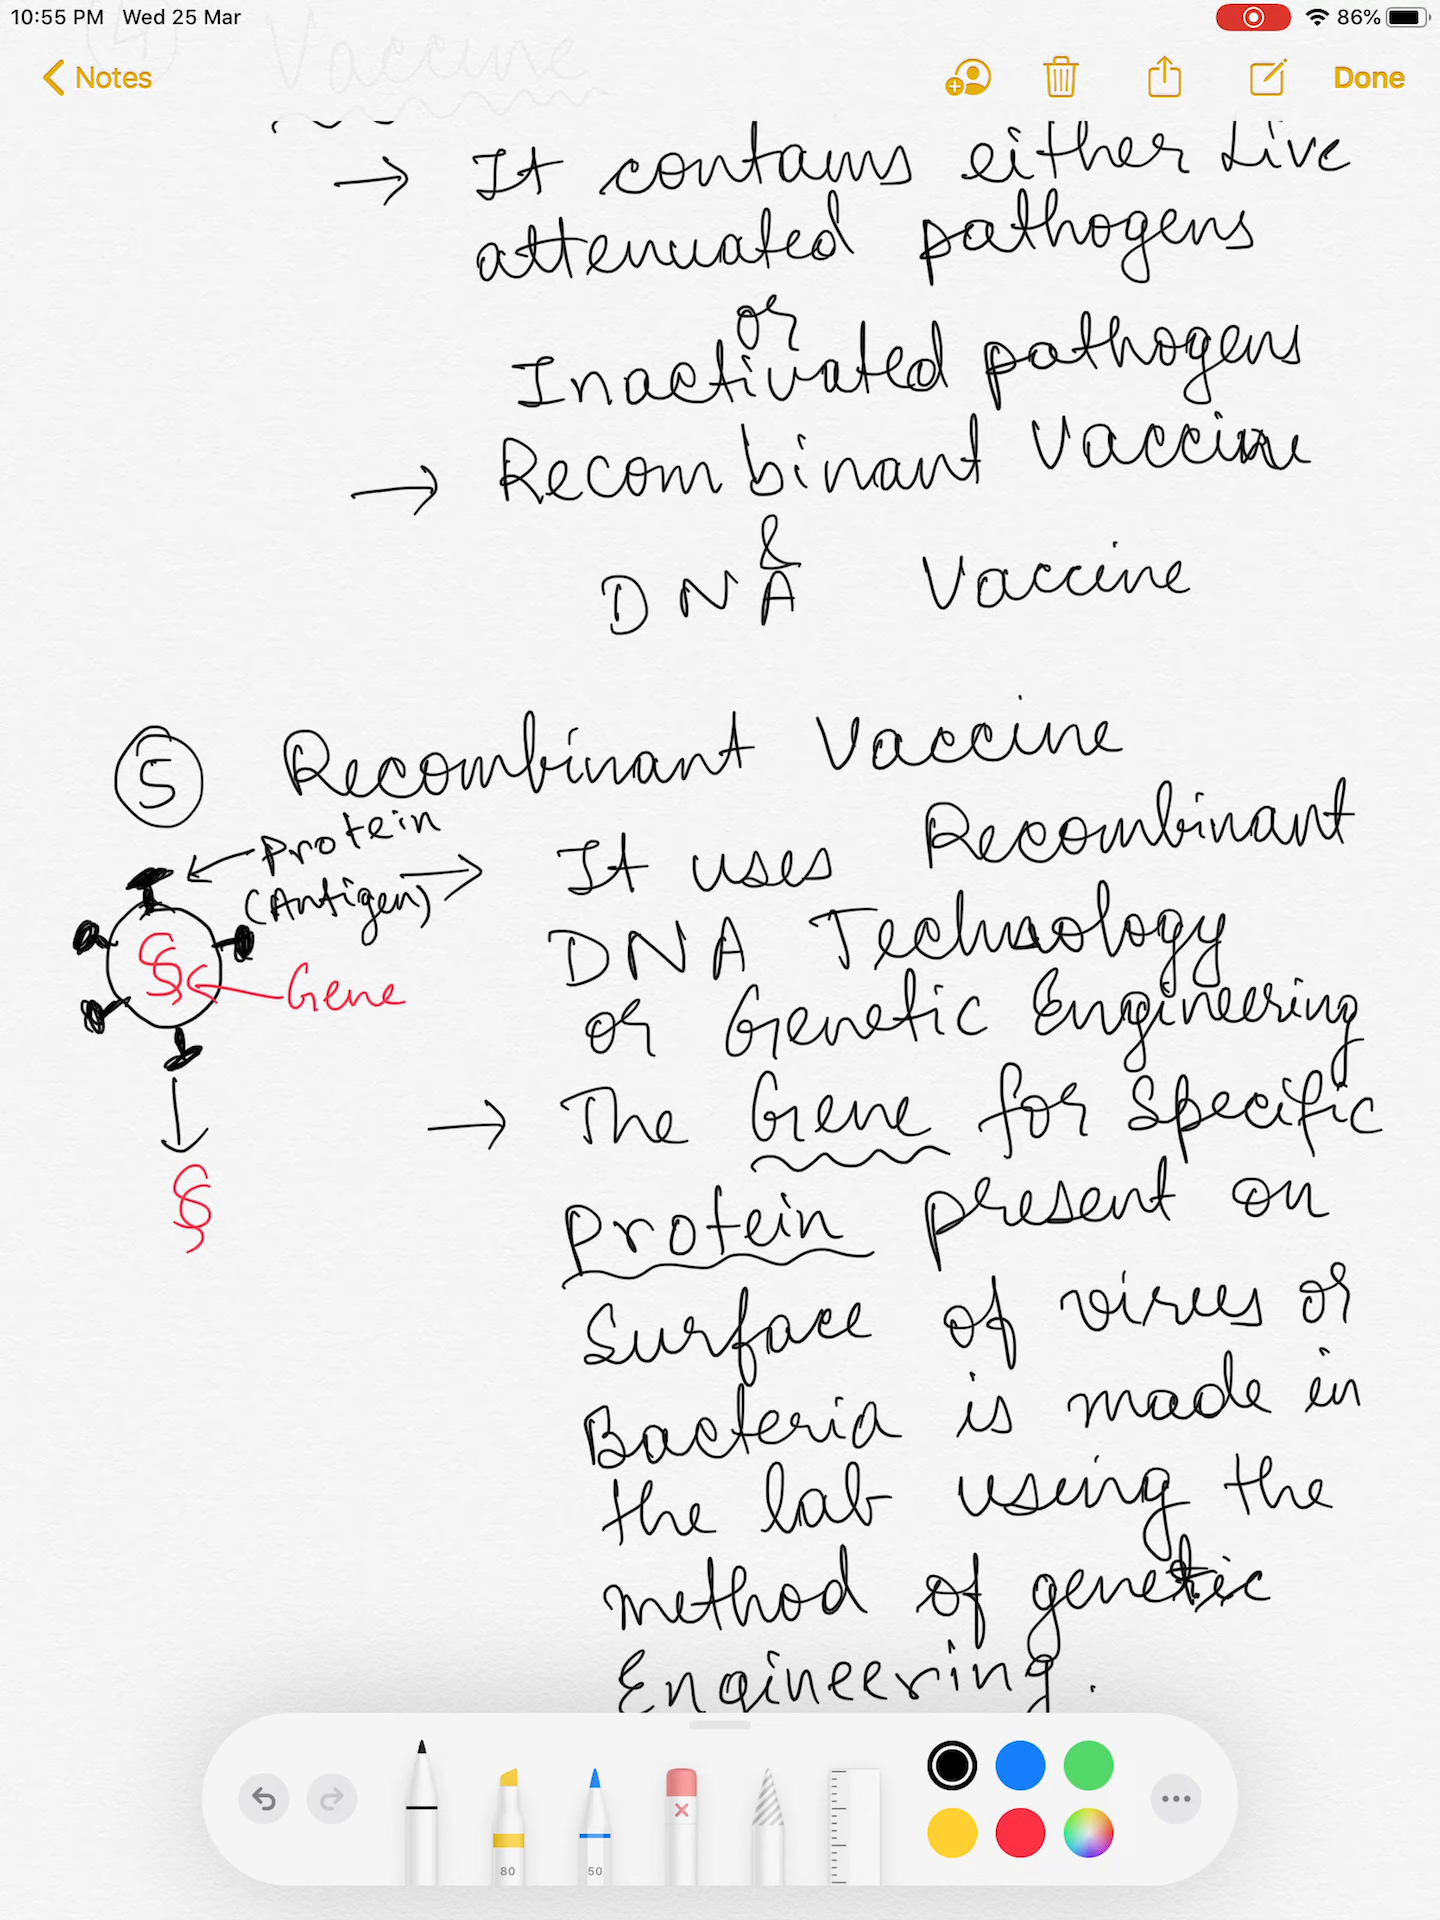 10:55 PM Wed 25 Mar
86%
(4) Vaccine
Notes
Done
→ It contains either Live
attenuated pathogens
or
Inactivated pathogens
→ Recombinant Vaccine
&
DNA Vaccine
(5) Recombinant Vaccine
Protein
(Antigen)
Gene
→ It uses Recombinant
DNA Technology
or Genetic Engineering
→ The Gene for Specific
Protein present on
Surface of virus or
Bacteria is made in
the lab using the
method of genetic
Engineering.
80
50